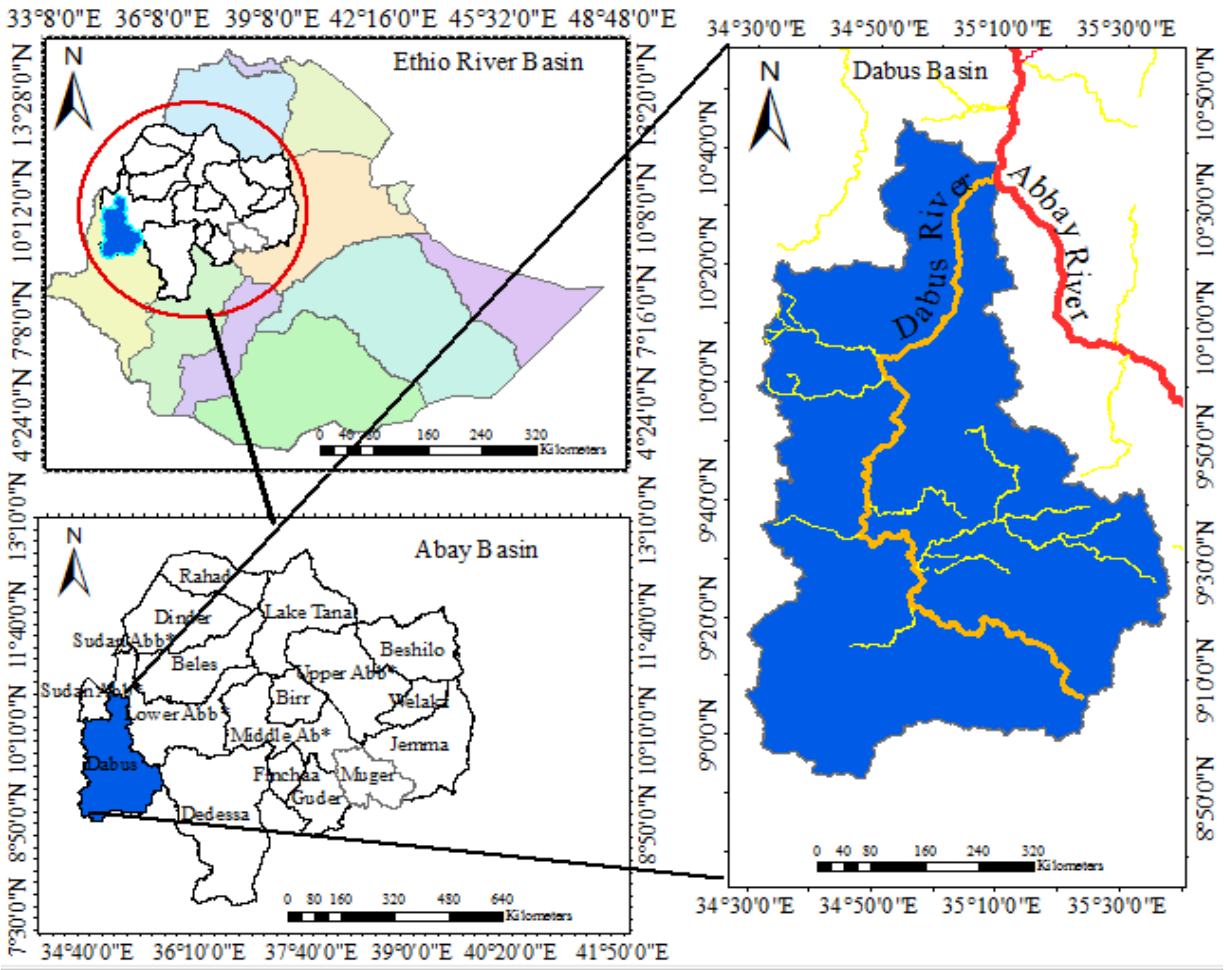 33°8'0"E 36°8'0"E 39°8'0"E 42°16'0"E 45°32'0"E 48°48'0"E
N
Ethio River Basin
13°28'0"N
10°12'0"N
7°8'0"N
4°24'0"N
13°20'0"N
10°8'0"N
7°16'0"N
4°24'0"N
0 40 80 160 240 320
Kilometers
13°10'0"N
11°40'0"N
10°10'0"N
8°50'0"N
7°30'0"N
N
Abay Basin
Rahad
Dinder
Lake Tana
Sudan Abb*
Beles
Beshilo
Upper Abb*
Sudan Abb*
Birr
Welaka
Lower Abb*
Middle Ab*
Jemma
Dabus
Finchaa
Muger
Guder
Dedessa
13°10'0"N
11°40'0"N
10°10'0"N
8°50'0"N
0 80 160 320 480 640
Kilometers
34°40'0"E 36°10'0"E 37°40'0"E 39°0'0"E 40°20'0"E 41°50'0"E
34°30'0"E 34°50'0"E 35°10'0"E 35°30'0"E
N
Dabus Basin
Abbay River
Dabus River
10°40'0"N
10°20'0"N
10°0'0"N
9°40'0"N
9°20'0"N
9°0'0"N
10°50'0"N
10°30'0"N
10°10'0"N
9°50'0"N
9°30'0"N
9°10'0"N
8°50'0"N
0 40 80 160 240 320
Kilometers
34°30'0"E 34°50'0"E 35°10'0"E 35°30'0"E